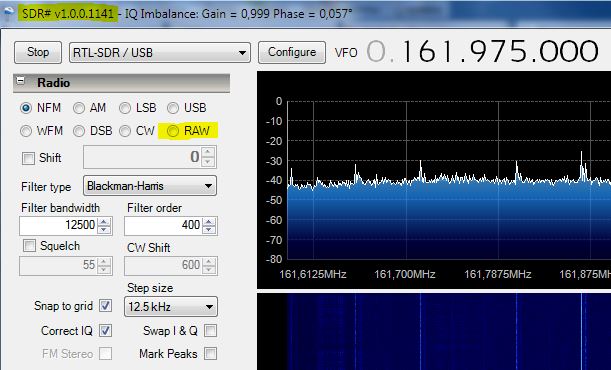 SDR# v1.0.0.1141 - IQ Imbalance: Gain = 0,999 Phase = 0,057°
Stop RTL-SDR / USB Configure VFO 0.161.975.000
Radio
NFM AM LSB USB
WFM DSB CW RAW
Shift 0
Filter type Blackman-Harris
Filter bandwidth Filter order
12500 400
Squelch CW Shift
55 600
Step size
Snap to grid 12.5 kHz
Correct IQ Swap I & Q
FM Stereo Mark Peaks
0
-10
-20
-30
-40
-50
-60
-70
-80
161,6125MHz 161,700MHz 161,7875MHz 161,875MHz